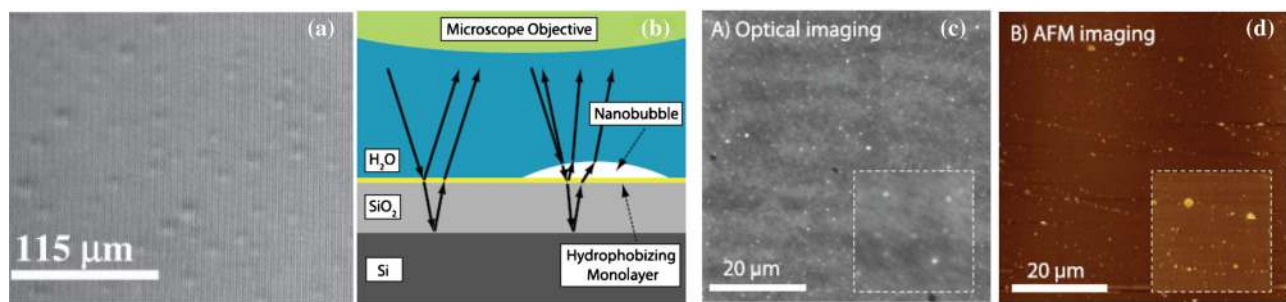 (a)
115 μm
Microscope Objective
(b)
Nanobubble
H₂O
SiO₂
Hydrophobizing
Monolayer
Si
A) Optical imaging
(c)
20 μm
B) AFM imaging
(d)
20 μm